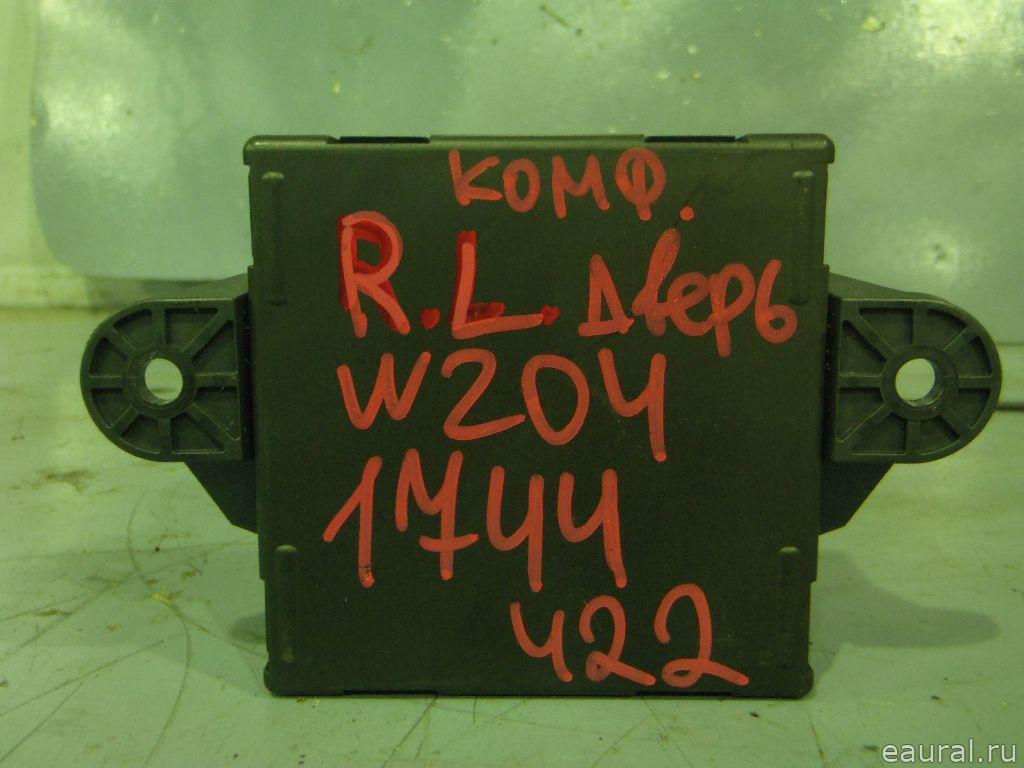 комф.
R.L. дверь
W204
1744
422
eaural.ru